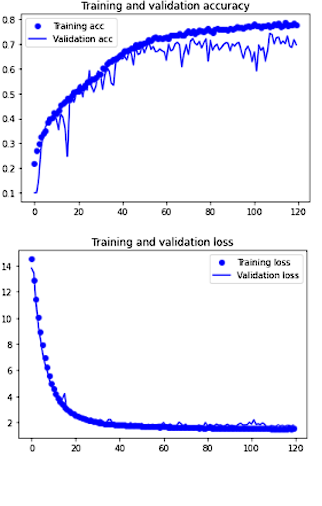 Training and validation accuracy
0.8
0.7
0.6
0.5
0.4
0.3
0.2
0.1
Training acc
Validation acc
0 20 40 60 80 100 120
Training and validation loss
14
12
10
8
6
4
2
Training loss
Validation loss
0 20 40 60 80 100 120